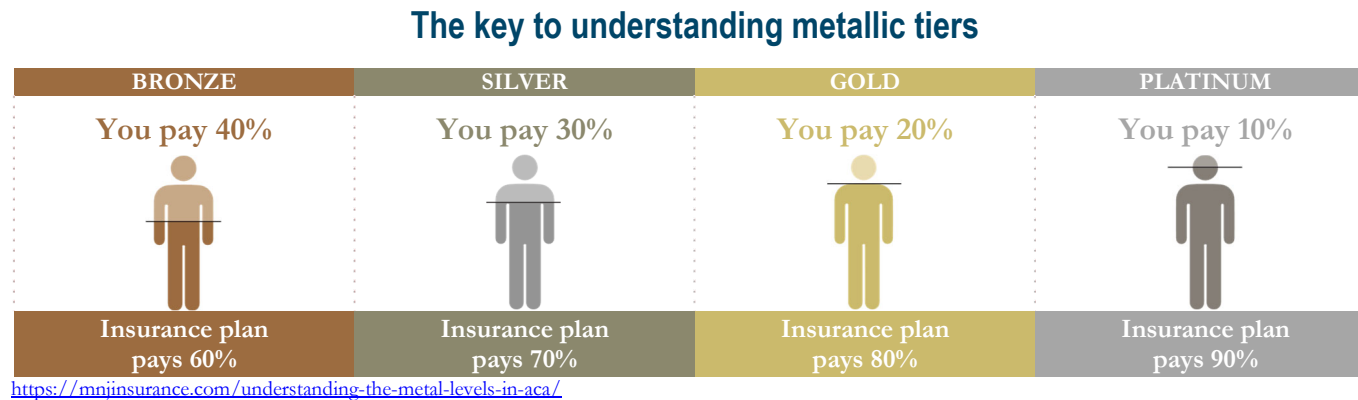 The key to understanding metallic tiers
BRONZE
SILVER
GOLD
PLATINUM
You pay 40%
You pay 30%
You pay 20%
You pay 10%
Insurance plan
pays 60%
Insurance plan
pays 70%
Insurance plan
pays 80%
Insurance plan
pays 90%
https://mnjinsurance.com/understanding-the-metal-levels-in-aca/